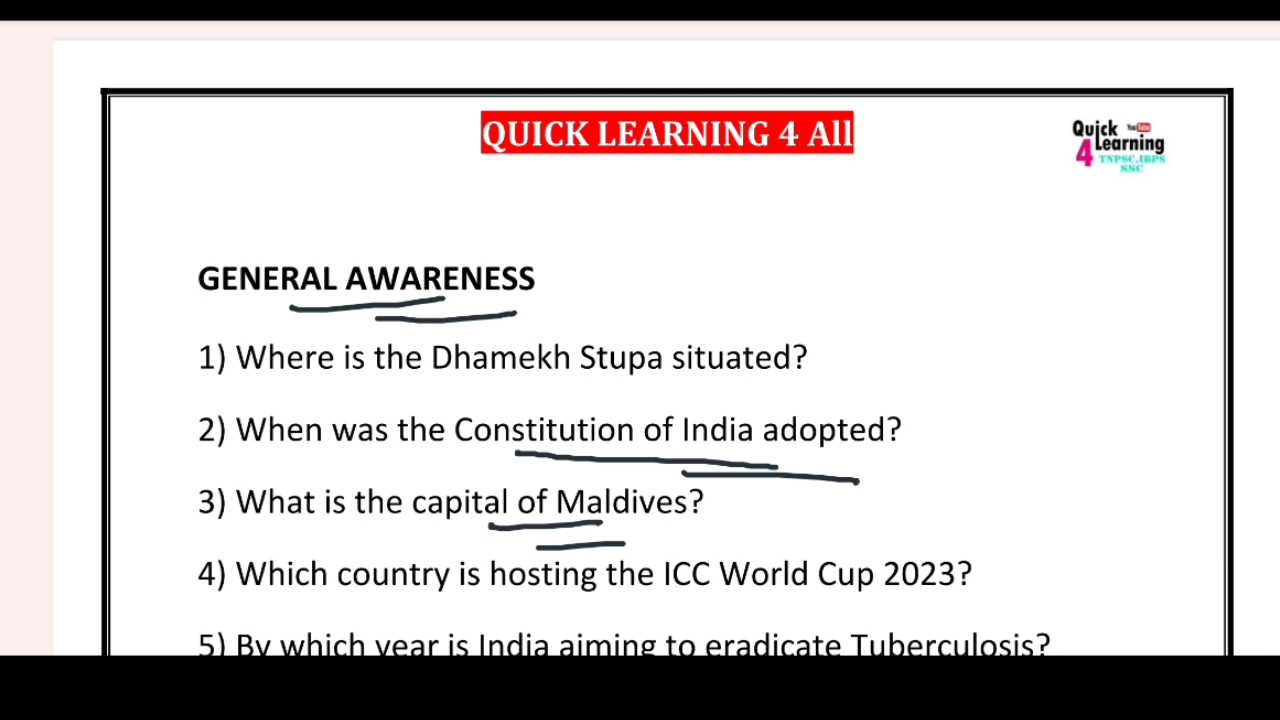 QUICK LEARNING 4 All
Quick YouTube
4 Learning
TNPSC,IBPS
SSC
GENERAL AWARENESS
1) Where is the Dhamekh Stupa situated?
2) When was the Constitution of India adopted?
3) What is the capital of Maldives?
4) Which country is hosting the ICC World Cup 2023?
5) By which year is India aiming to eradicate Tuberculosis?